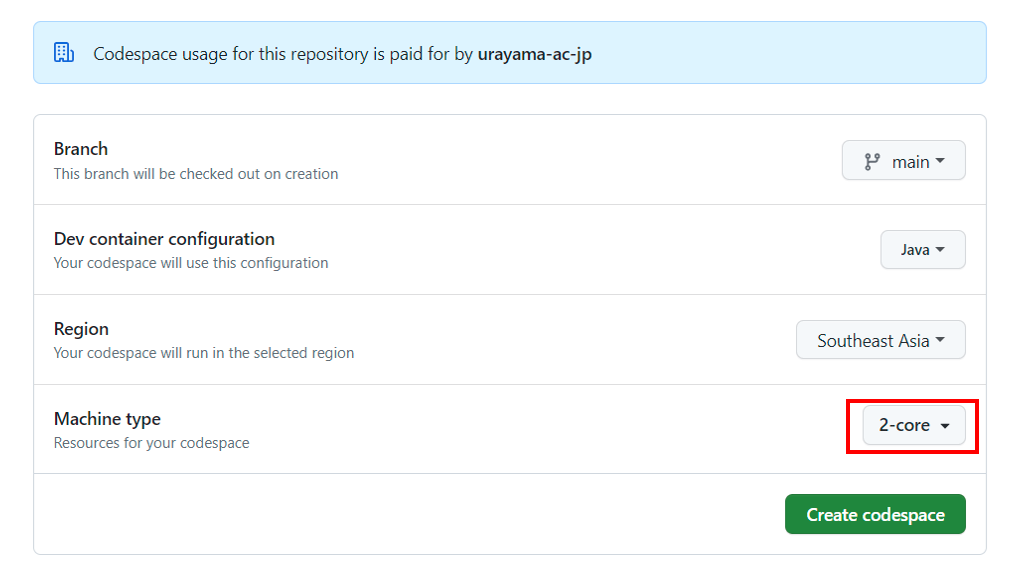 Codespace usage for this repository is paid for by urayama-ac-jp
Branch
This branch will be checked out on creation
main
Dev container configuration
Your codespace will use this configuration
Java
Region
Your codespace will run in the selected region
Southeast Asia
Machine type
Resources for your codespace
2-core
Create codespace